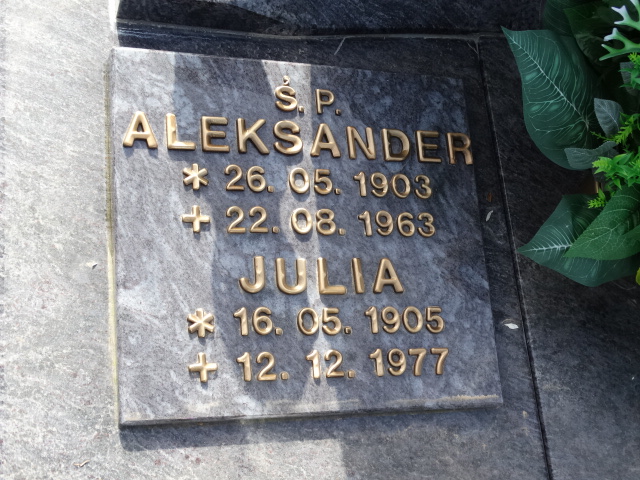 Ś. P.
ALEKSANDER
* 26. 05. 1903
+ 22. 08. 1963
JULIA
* 16. 05. 1905
+ 12. 12. 1977